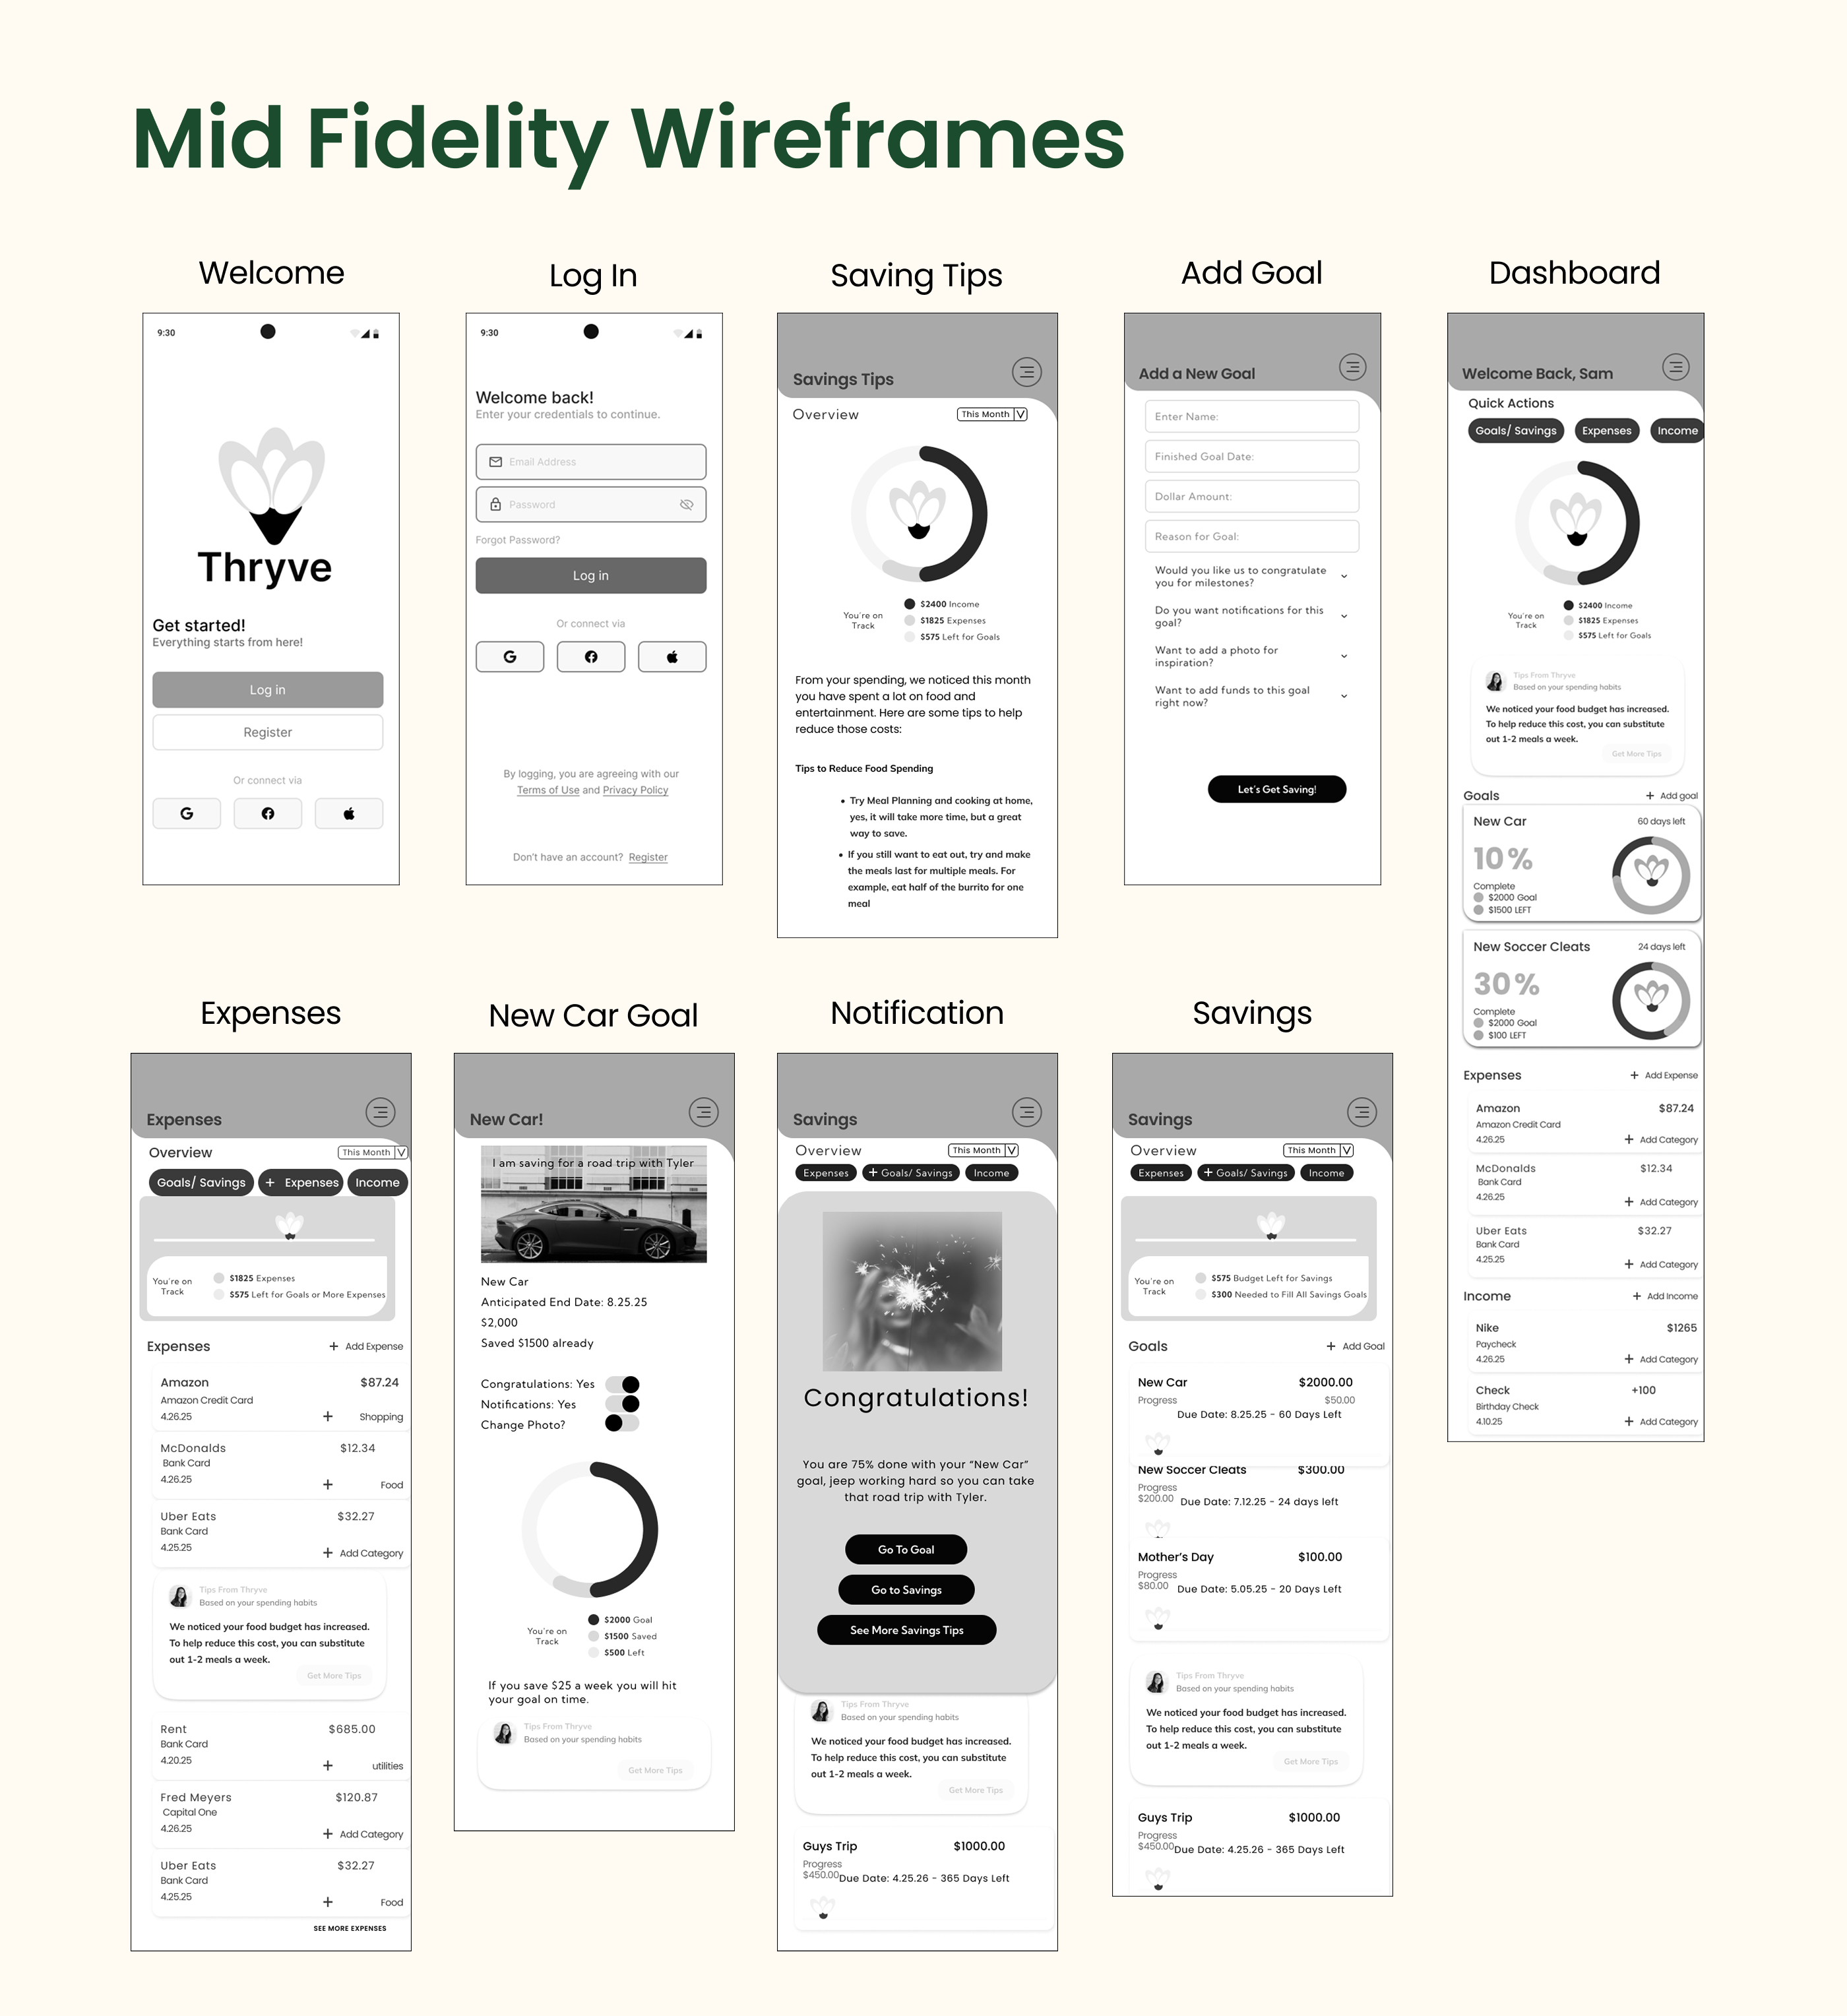 Mid Fidelity Wireframes
Welcome
9:30
Thryve
Get started!
Everything starts from here!
Log in
Register
Or connect via
Log In
9:30
Welcome back!
Enter your credentials to continue.
Email Address
Password
Forgot Password?
Log in
Or connect via
By logging, you are agreeing with our
Terms of Use and Privacy Policy
Don't have an account? Register
Saving Tips
Savings Tips
Overview
This Month V
You're on
Track
$2400 Income
$1825 Expenses
$575 Left for Goals
From your spending, we noticed this month
you have spent a lot on food and
entertainment. Here are some tips to help
reduce those costs:
Tips to Reduce Food Spending
• Try Meal Planning and cooking at home,
yes, it will take more time, but a great
way to save.
• If you still want to eat out, try and make
the meals last for multiple meals. For
example, eat half of the burrito for one
meal
Add Goal
Add a New Goal
Enter Name:
Finished Goal Date:
Dollar Amount:
Reason for Goal:
Would you like us to congratulate
you for milestones?
Do you want notifications for this
goal?
Want to add a photo for
inspiration?
Want to add funds to this goal
right now?
Let's Get Saving!
Dashboard
Welcome Back, Sam
Quick Actions
Goals/ Savings
Expenses
Income
You're on
Track
$2400 Income
$1825 Expenses
$575 Left for Goals
Tips From Thryve
Based on your spending habits
We noticed your food budget has increased.
To help reduce this cost, you can substitute
out 1-2 meals a week.
Get More Tips
Goals
+ Add goal
New Car
60 days left
10%
Complete
$2000 Goal
$1500 LEFT
New Soccer Cleats
24 days left
30%
Complete
$2000 Goal
$100 LEFT
Expenses
+ Add Expense
Amazon
$87.24
Amazon Credit Card
4.26.25
+ Add Category
McDonalds
$12.34
Bank Card
4.26.25
+ Add Category
Uber Eats
$32.27
Bank Card
4.25.25
+ Add Category
Income
+ Add Income
Nike
$1265
Paycheck
4.26.25
+ Add Category
Check
+100
Birthday Check
4.10.25
+ Add Category
Expenses
Expenses
Overview
This Month V
Goals/ Savings
+ Expenses
Income
You're on
Track
$1825 Expenses
$575 Left for Goals or More Expenses
Expenses
+ Add Expense
Amazon
$87.24
Amazon Credit Card
4.26.25
+ Shopping
McDonalds
$12.34
Bank Card
4.26.25
+ Food
Uber Eats
$32.27
Bank Card
4.25.25
+ Add Category
Tips From Thryve
Based on your spending habits
We noticed your food budget has increased.
To help reduce this cost, you can substitute
out 1-2 meals a week.
Get More Tips
Rent
$685.00
Bank Card
4.20.25
+ utilities
Fred Meyers
$120.87
Capital One
4.26.25
+ Add Category
Uber Eats
$32.27
Bank Card
4.25.25
+ Food
SEE MORE EXPENSES
New Car Goal
New Car!
I am saving for a road trip with Tyler
New Car
Anticipated End Date: 8.25.25
$2,000
Saved $1500 already
Congratulations: Yes
Notifications: Yes
Change Photo?
You're on
Track
$2000 Goal
$1500 Saved
$500 Left
If you save $25 a week you will hit
your goal on time.
Tips From Thryve
Based on your spending habits
Get More Tips
Notification
Savings
Overview
This Month V
Expenses
+ Goals/ Savings
Income
Congratulations!
You are 75% done with your “New Car”
goal, jeep working hard so you can take
that road trip with Tyler.
Go To Goal
Go to Savings
See More Savings Tips
Tips From Thryve
Based on your spending habits
We noticed your food budget has increased.
To help reduce this cost, you can substitute
out 1-2 meals a week.
Get More Tips
Guys Trip
$1000.00
Progress
$450.00
Due Date: 4.25.26 - 365 Days Left
Savings
Savings
Overview
This Month V
Expenses
+ Goals/ Savings
Income
You're on
Track
$575 Budget Left for Savings
$300 Needed to Fill All Savings Goals
Goals
+ Add Goal
New Car
$2000.00
Progress
$50.00
Due Date: 8.25.25 - 60 Days Left
New Soccer Cleats
$300.00
Progress
$200.00
Due Date: 7.12.25 - 24 days left
Mother's Day
$100.00
Progress
$80.00
Due Date: 5.05.25 - 20 Days Left
Tips From Thryve
Based on your spending habits
We noticed your food budget has increased.
To help reduce this cost, you can substitute
out 1-2 meals a week.
Get More Tips
Guys Trip
$1000.00
Progress
$450.00
Due Date: 4.25.26 - 365 Days Left